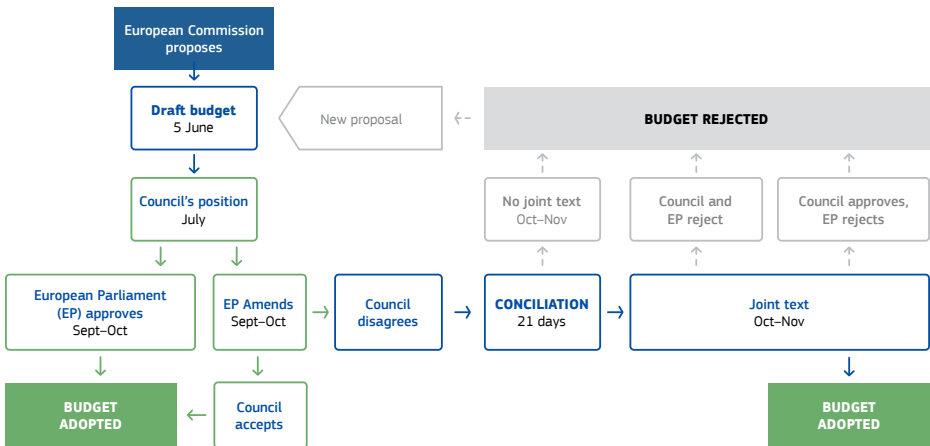 European Commission
proposes
Draft budget
5 June
New proposal
BUDGET REJECTED
Council’s position
July
No joint text
Oct–Nov
Council and
EP reject
Council approves,
EP rejects
European Parliament
(EP) approves
Sept–Oct
EP Amends
Sept–Oct
Council
disagrees
CONCILIATION
21 days
Joint text
Oct–Nov
BUDGET
ADOPTED
Council
accepts
BUDGET
ADOPTED